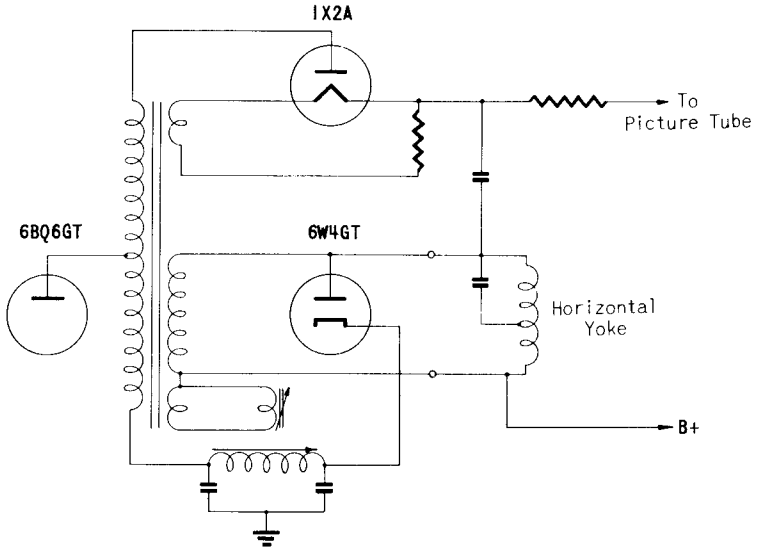 1X2A
To
Picture Tube
6BQ6GT
6W4GT
Horizontal
Yoke
B+